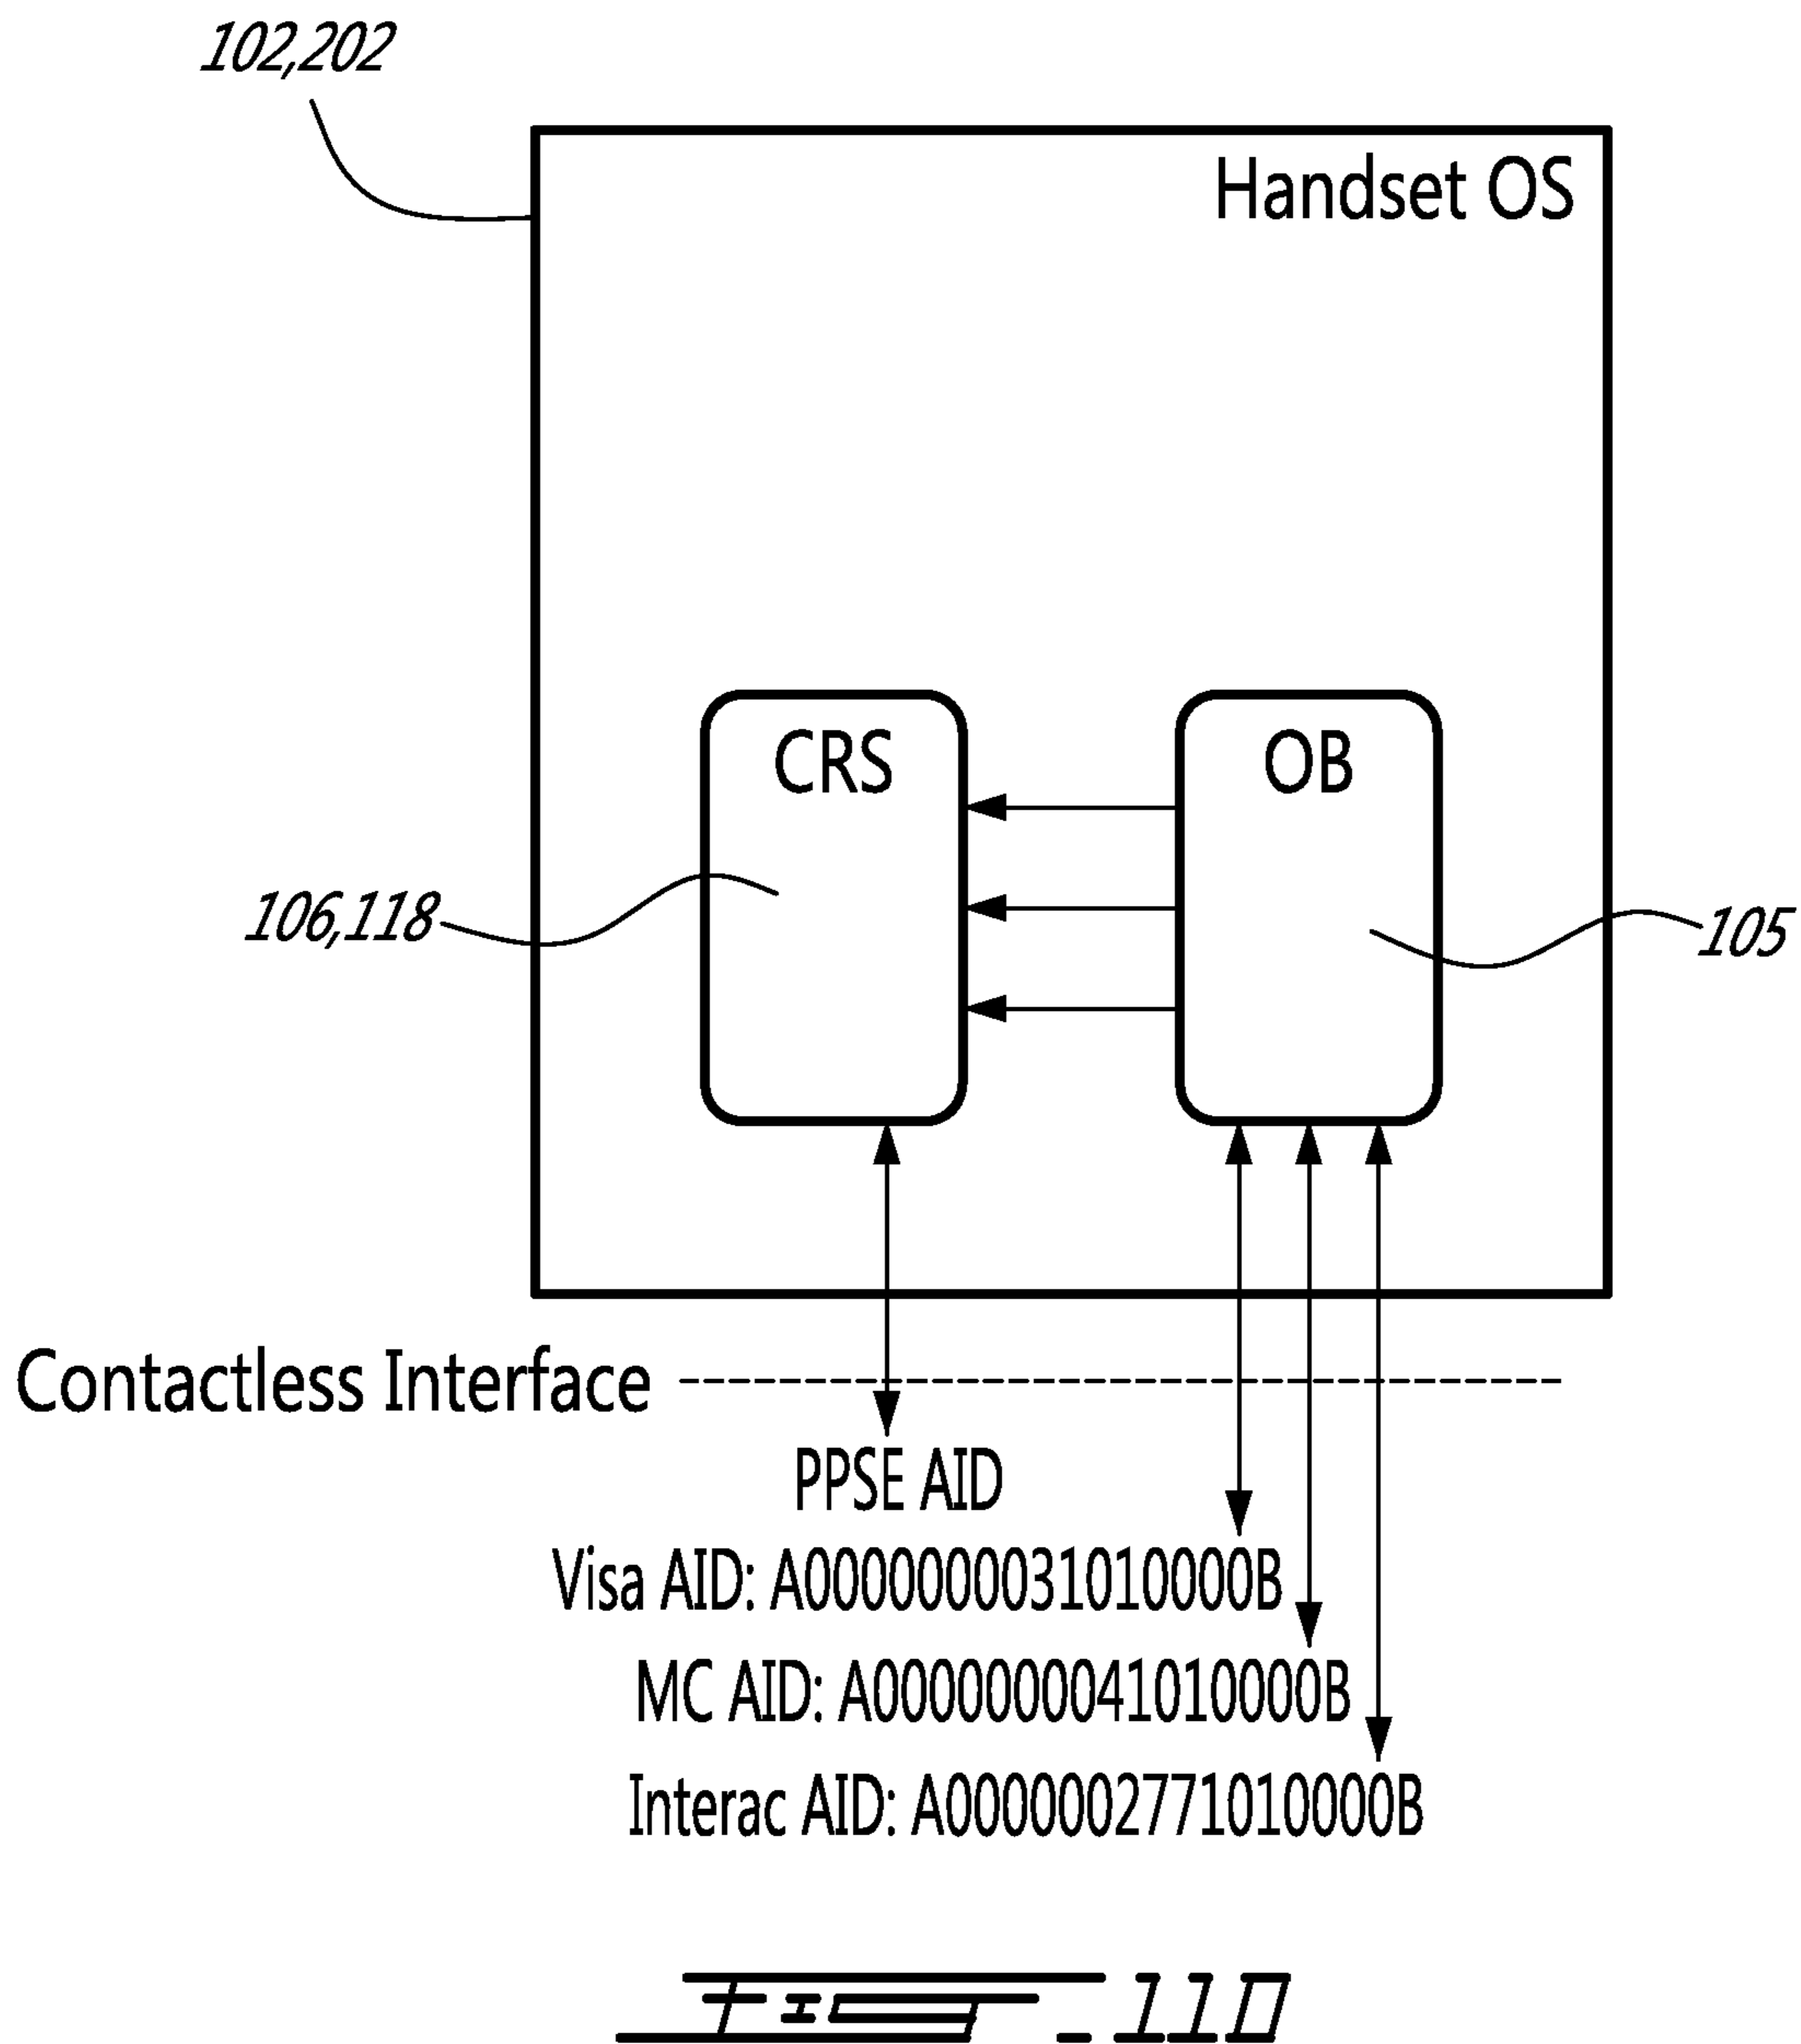 102,202
Handset OS
CRS
OB
106,118
105
Contactless Interface
PPSE AID
Visa AID: A0000000031010000B
MC AID: A0000000041010000B
Interac AID: A0000002771010000B
Fig. 11D